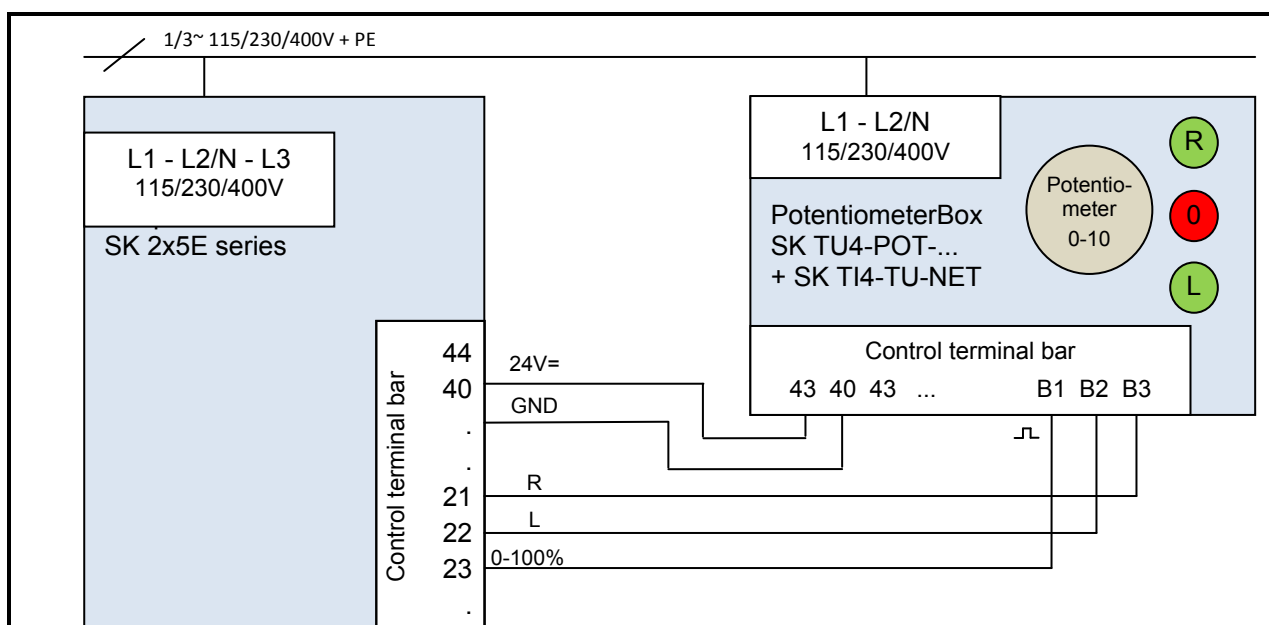 1/3~ 115/230/400V + PE
L1 - L2/N - L3
115/230/400V
SK 2x5E series
Control terminal bar
44
40
.
.
21
22
23
.
24V=
GND
R
L
0-100%
L1 - L2/N
115/230/400V
PotentiometerBox
SK TU4-POT-...
+ SK TI4-TU-NET
Potentio-
meter
0-10
R
0
L
Control terminal bar
43 40 43 ... B1 B2 B3